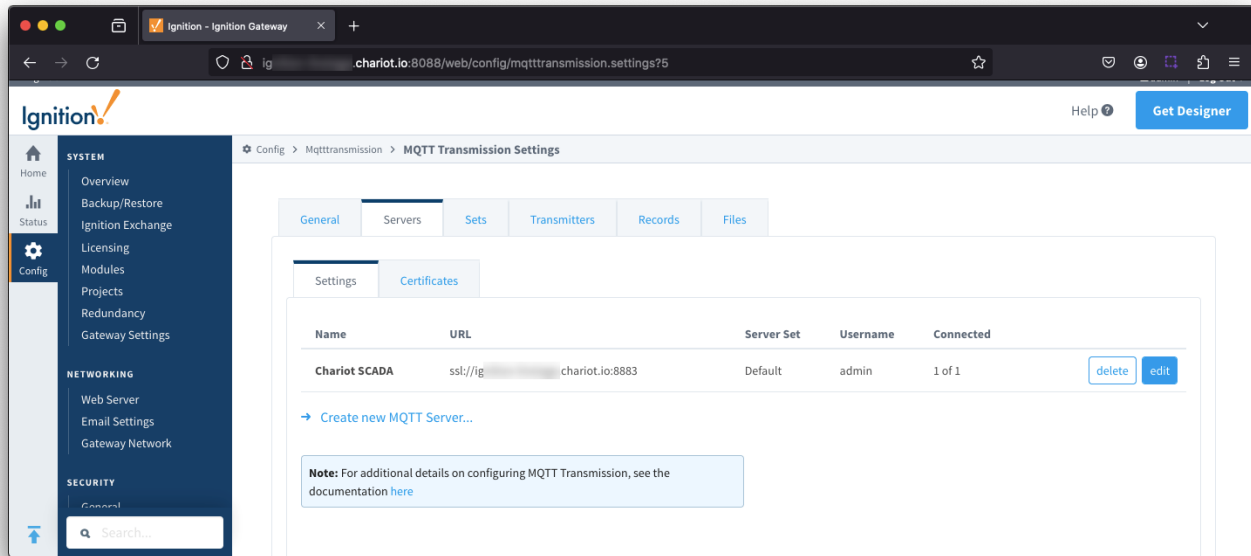 Ignition - Ignition Gateway
ig .chariot.io:8088/web/config/mqtttransmission.settings?5
Ignition!
Help
Get Designer
Home
Status
Config
SYSTEM
Overview
Backup/Restore
Ignition Exchange
Licensing
Modules
Projects
Redundancy
Gateway Settings
NETWORKING
Web Server
Email Settings
Gateway Network
SECURITY
General
Search...
Config > Mqtttransmission > MQTT Transmission Settings
General Servers Sets Transmitters Records Files
Settings Certificates
Name URL Server Set Username Connected
Chariot SCADA ssl://ig .chariot.io:8883 Default admin 1 of 1 delete edit
→ Create new MQTT Server...
Note: For additional details on configuring MQTT Transmission, see the
documentation here